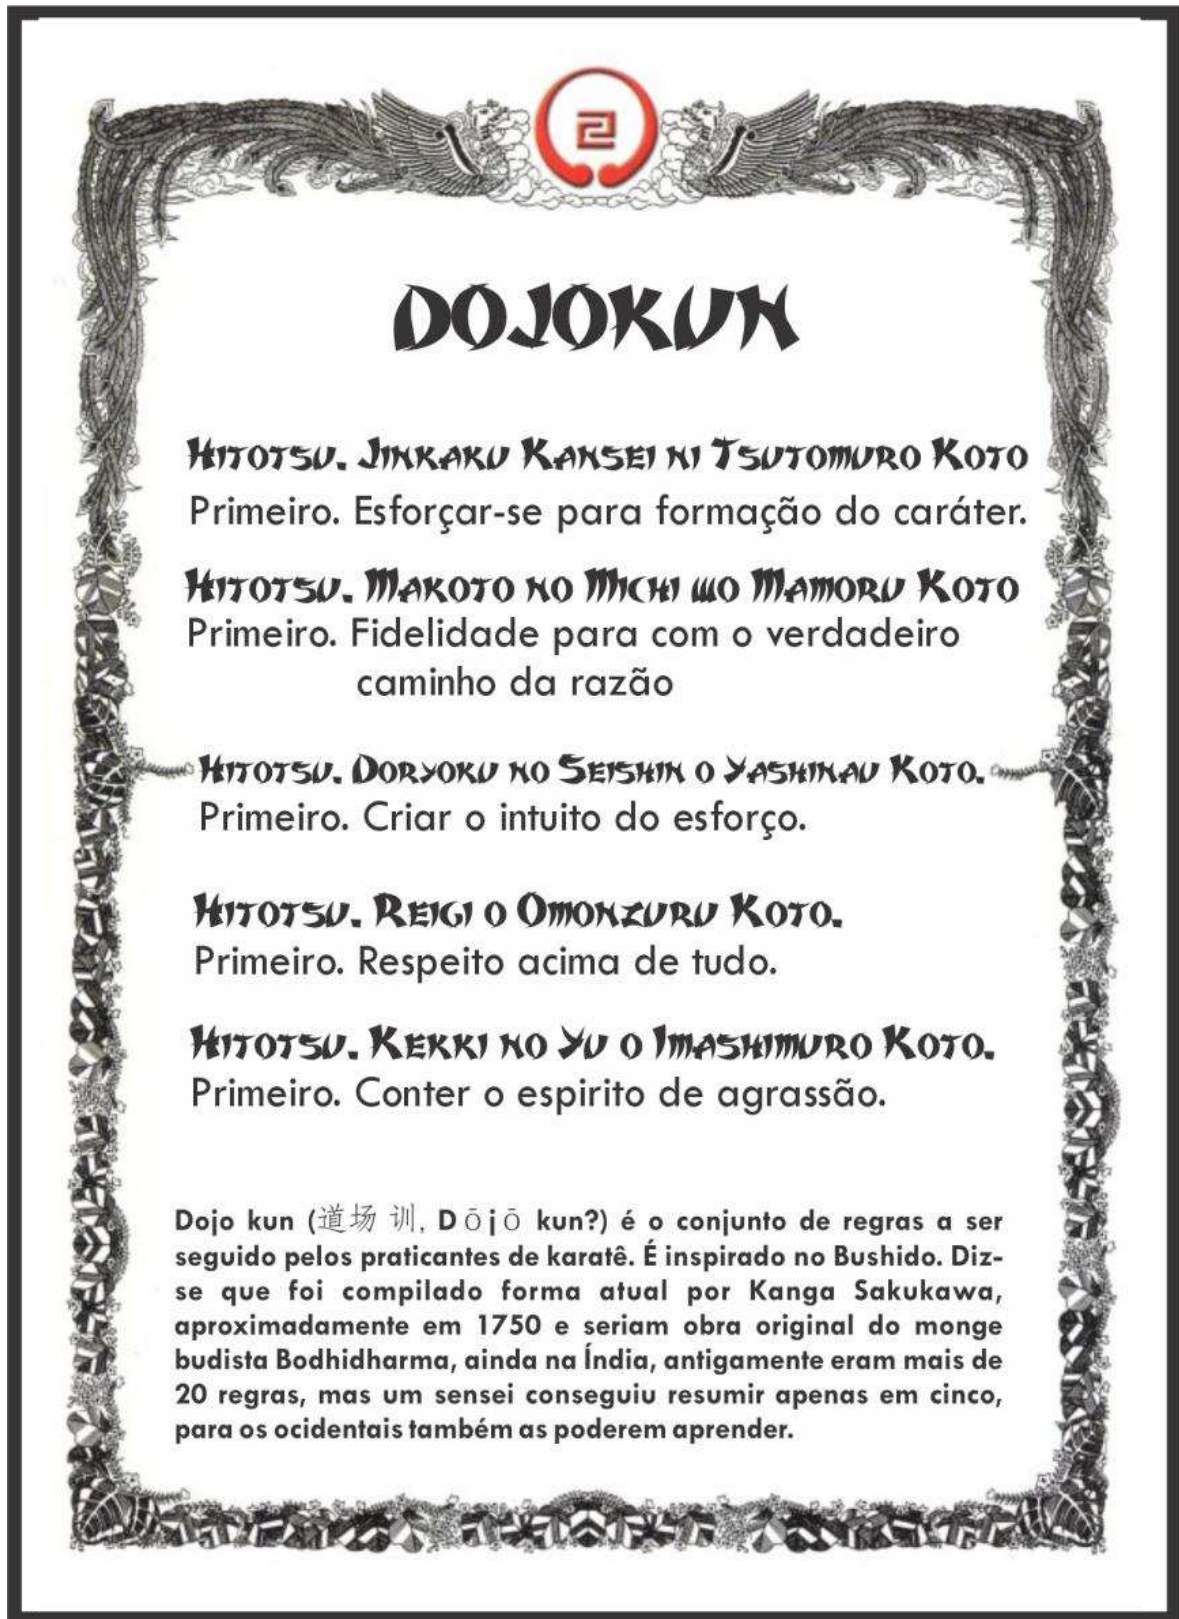 DOJOKUN
HITOTSU. JINKAKU KANSEI NI TSUTOMURO KOTO
Primeiro. Esforçar-se para formação do caráter.
HITOTSU. MAKOTO NO MICHI WO MAMORU KOTO
Primeiro. Fidelidade para com o verdadeiro
caminho da razão
HITOTSU. DORYOKU NO SEISHIN O YASHINAU KOTO.
Primeiro. Criar o intuito do esforço.
HITOTSU. REIGI O OMONZURU KOTO.
Primeiro. Respeito acima de tudo.
HITOTSU. KEKKI NO YU O IMASHIMURO KOTO.
Primeiro. Conter o espirito de agrassão.
Dojo kun (道场 训, Dōjō kun?) é o conjunto de regras a ser
seguido pelos praticantes de karatê. É inspirado no Bushido. Diz-
se que foi compilado forma atual por Kanga Sakukawa,
aproximadamente em 1750 e seriam obra original do monge
budista Bodhidharma, ainda na Índia, antigamente eram mais de
20 regras, mas um sensei conseguiu resumir apenas em cinco,
para os ocidentais também as poderem aprender.